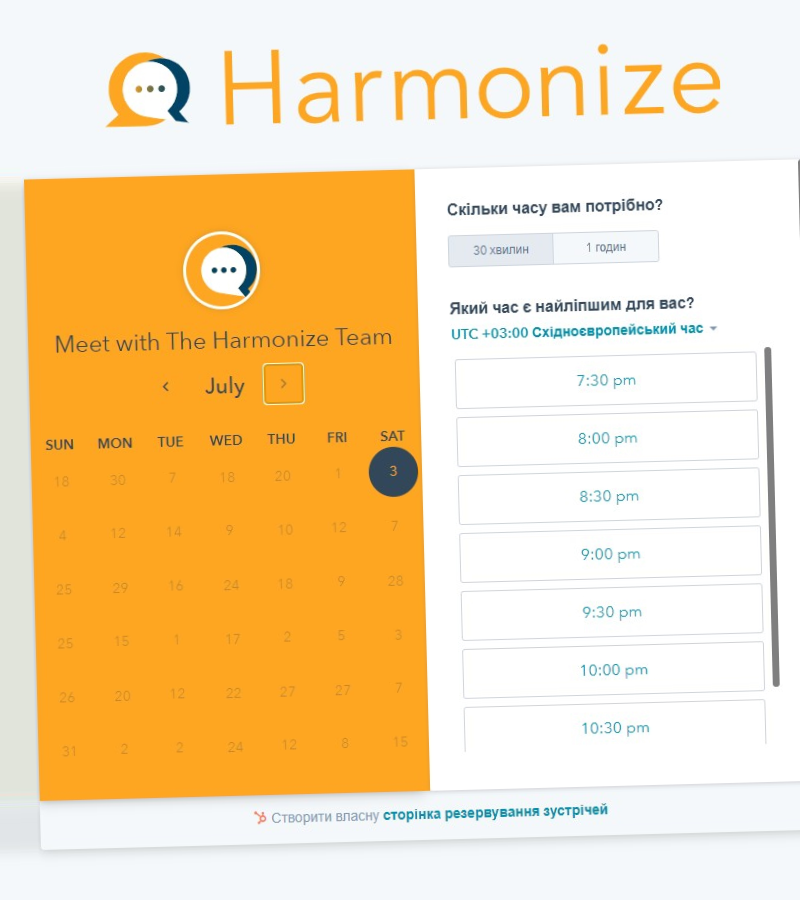 Harmonize
Meet with The Harmonize Team
July
SUN MON TUE WED THU FRI SAT
18 30 7 18 20 1 3
4 12 14 9 10 12 7
25 29 16 24 18 9 28
25 15 1 17 2 5 3
26 20 12 22 27 27 7
31 2 2 24 12 8 15
Скільки часу вам потрібно?
30 хвилин 1 годин
Який час є найліпшим для вас?
UTC +03:00 Східноєвропейський час
7:30 pm
8:00 pm
8:30 pm
9:00 pm
9:30 pm
10:00 pm
10:30 pm
Створити власну сторінка резервування зустрічей